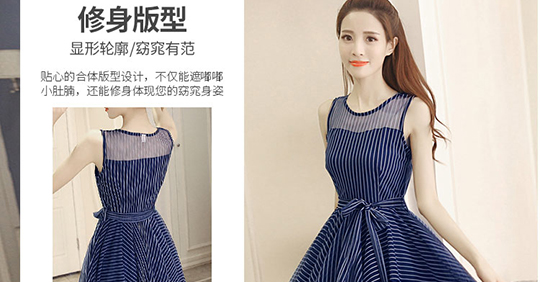 修身版型
显形轮廓/窈窕有范
贴心的合体版型设计，不仅能遮嘟嘟
小肚腩，还能修身体现您的窈窕身姿